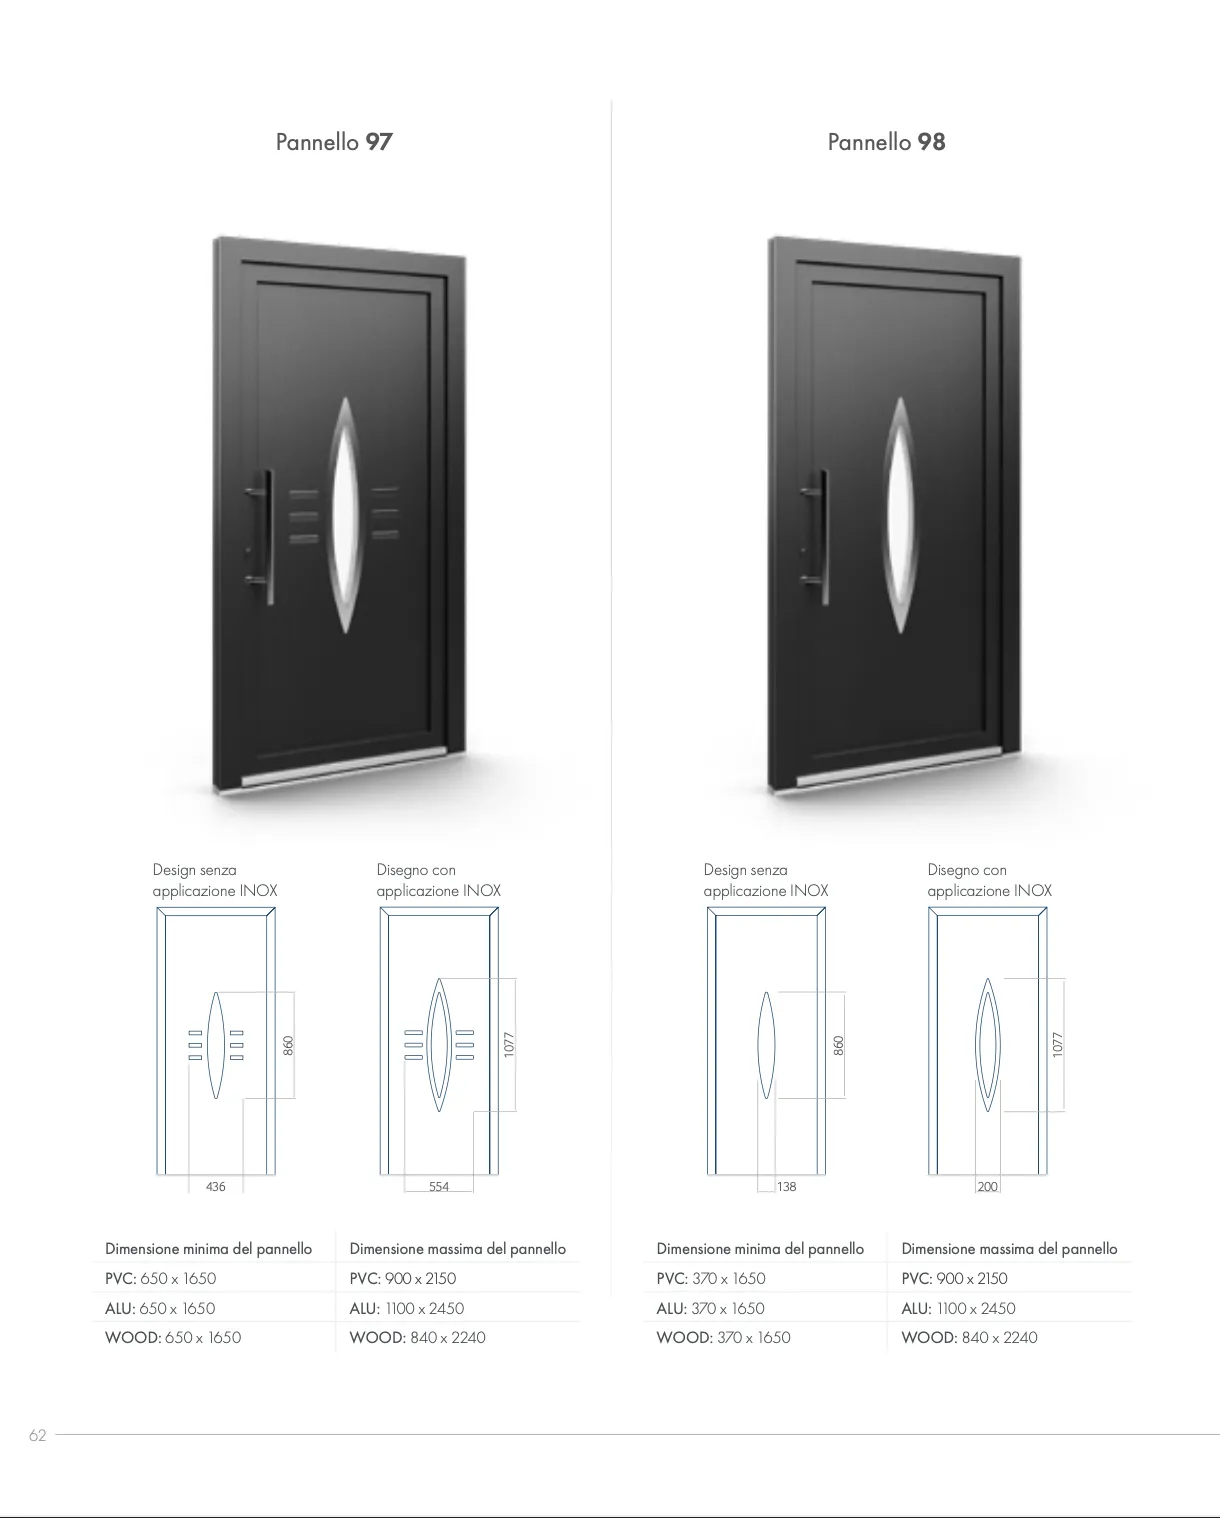 Pannello 97
Design senza
applicazione INOX
Disegno con
applicazione INOX
860
1077
436
554
Dimensione minima del pannello
PVC: 650 x 1650
ALU: 650 x 1650
WOOD: 650 x 1650
Dimensione massima del pannello
PVC: 900 x 2150
ALU: 1100 x 2450
WOOD: 840 x 2240
Pannello 98
Design senza
applicazione INOX
Disegno con
applicazione INOX
860
1077
138
200
Dimensione minima del pannello
PVC: 370 x 1650
ALU: 370 x 1650
WOOD: 370 x 1650
Dimensione massima del pannello
PVC: 900 x 2150
ALU: 1100 x 2450
WOOD: 840 x 2240
62